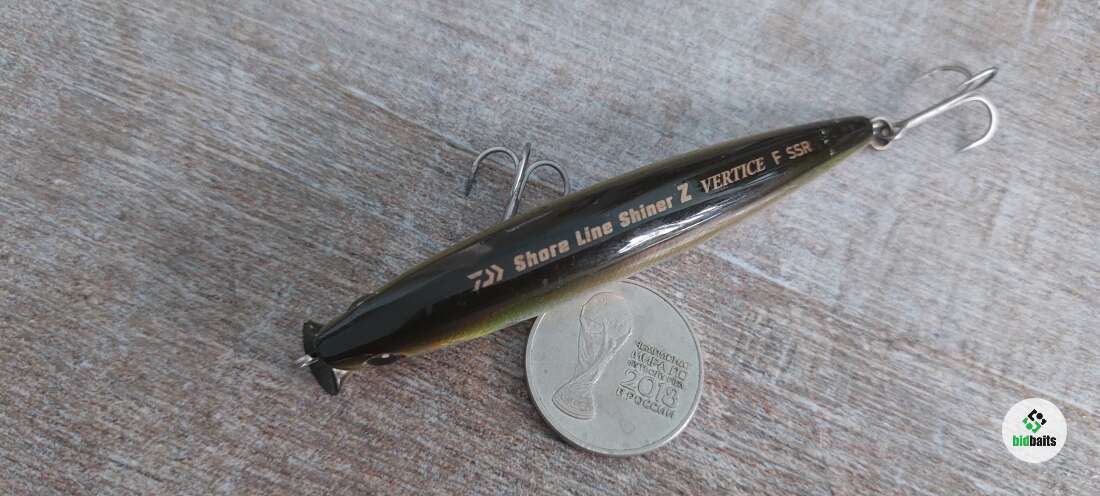 Shore Line Shiner Z VERTICE F SSR
ЧЕМПИОНАТ
МИРА ПО
ФУТБОЛУ FIFA
2018
В РОССИИ
bidbaits